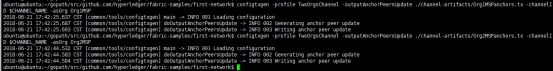 ubuntu@ubuntu:~/gopath/src/github.com/hyperledger/fabric-samples/first-network$ configtxgen -profile TwoOrgsChannel -outputAnchorPeersUpdate ./channel-artifacts/Org1MSPanchors.tx -channelI
D $CHANNEL_NAME -asOrg Org1MSP
2018-06-21 17:42:25.637 CST [common/tools/configtxgen] main -> INFO 001 Loading configuration
2018-06-21 17:42:25.687 CST [common/tools/configtxgen] doOutputAnchorPeersUpdate -> INFO 002 Generating anchor peer update
2018-06-21 17:42:25.693 CST [common/tools/configtxgen] doOutputAnchorPeersUpdate -> INFO 003 Writing anchor peer update
ubuntu@ubuntu:~/gopath/src/github.com/hyperledger/fabric-samples/first-network$ configtxgen -profile TwoOrgsChannel -outputAnchorPeersUpdate ./channel-artifacts/Org2MSPanchors.tx -channelI
D $CHANNEL_NAME -asOrg Org2MSP
2018-06-21 17:42:44.532 CST [common/tools/configtxgen] main -> INFO 001 Loading configuration
2018-06-21 17:42:44.583 CST [common/tools/configtxgen] doOutputAnchorPeersUpdate -> INFO 002 Generating anchor peer update
2018-06-21 17:42:44.584 CST [common/tools/configtxgen] doOutputAnchorPeersUpdate -> INFO 003 Writing anchor peer update
ubuntu@ubuntu:~/gopath/src/github.com/hyperledger/fabric-samples/first-network$